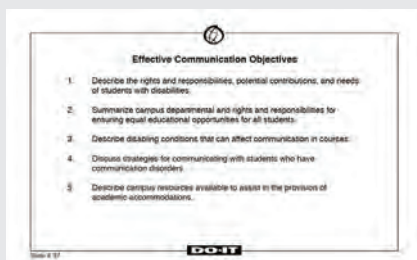 Effective Communication Objectives
1. Describe the rights and responsibilities, potential contributions, and needs
of students with disabilities.
2. Summarize campus departmental and rights and responsibilities for
ensuring equal educational opportunities for all students.
3. Describe disabling conditions that can affect communication in courses.
4. Discuss strategies for communicating with students who have
communication disorders.
5. Describe campus resources available to assist in the provision of
academic accommodations.
DO-IT